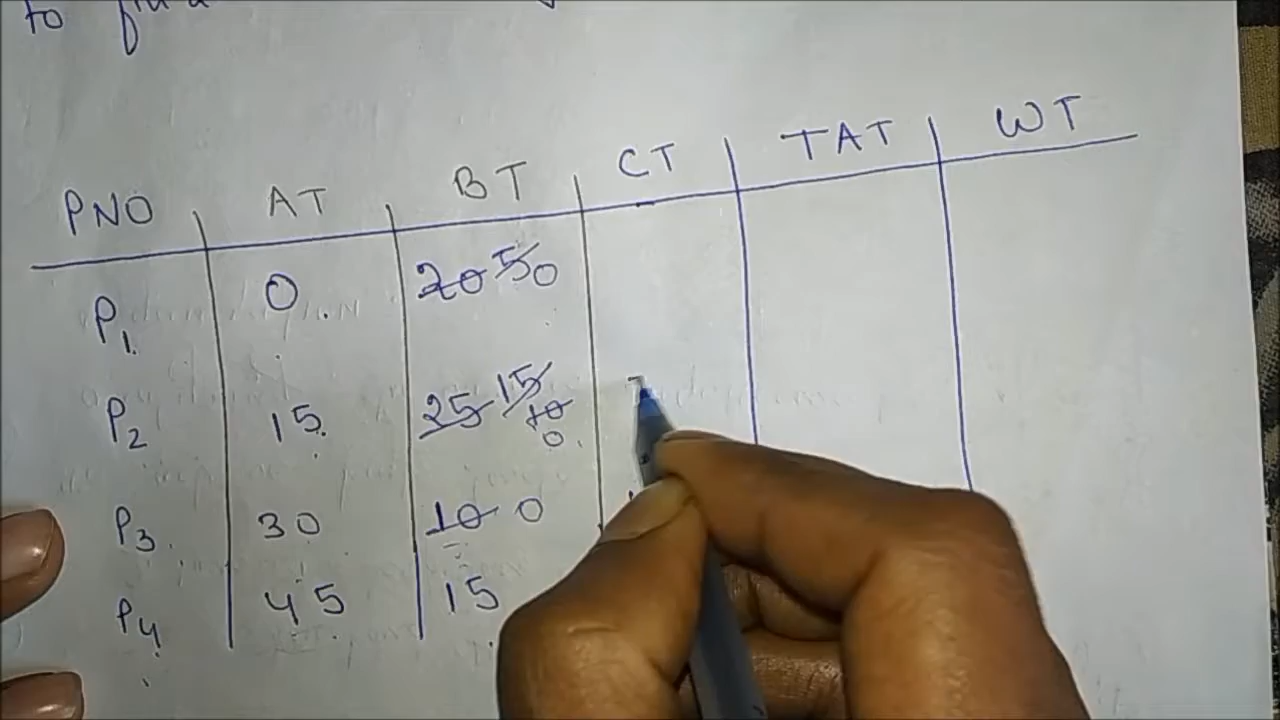 to find
PNO AT BT CT TAT WT
P1 0 20 5 0
P2 15 25 15 10 0
P3 30 10 0
P4 45 15